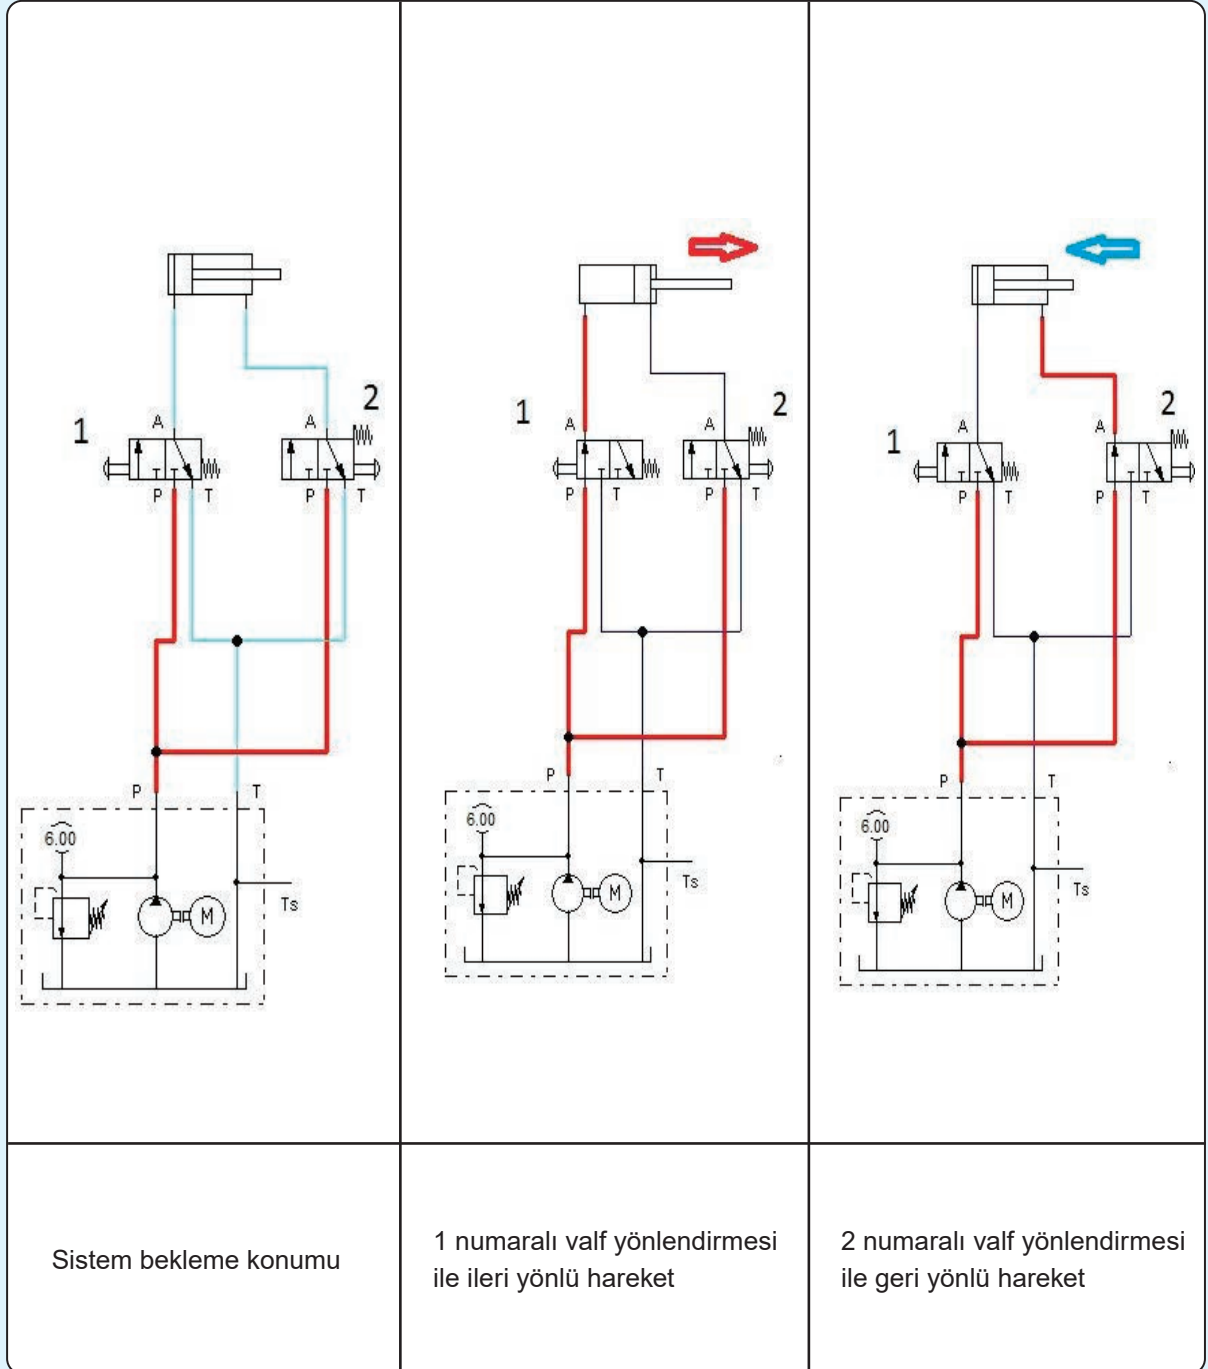 1
2
A
A
P
T
P
T
P
T
6.00
M
Ts
Sistem bekleme konumu
1
2
A
A
P
T
P
T
P
T
6.00
M
Ts
1 numaralı valf yönlendirmesi
ile ileri yönlü hareket
1
2
A
A
P
T
P
T
P
T
6.00
M
Ts
2 numaralı valf yönlendirmesi
ile geri yönlü hareket